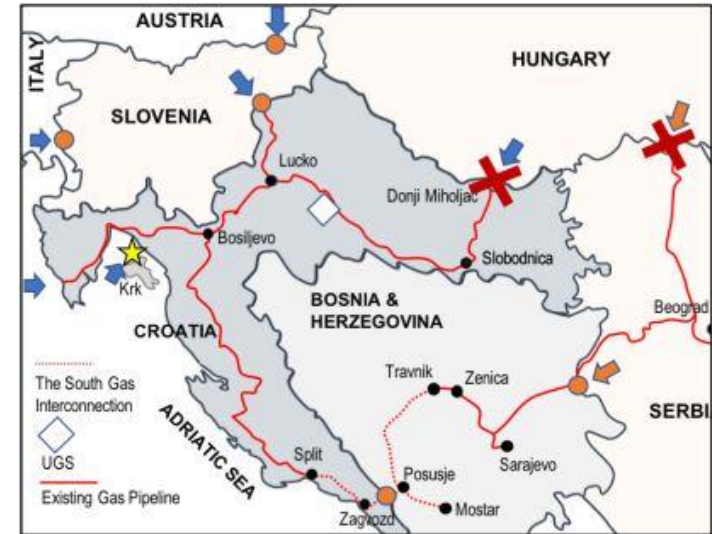 AUSTRIA
HUNGARY
ITALY
SLOVENIA
Lucko
Donji Miholjac
Bosiljevo
Slobodnica
Krk
BOSNIA &
HERZEGOVINA
Beograd
CROATIA
Travnik
Zenica
SERBI
The South Gas
Interconnection
ADRIATIC SEA
UGS
Split
Sarajevo
Posusje
Existing Gas Pipeline
Mostar
Zagvozd